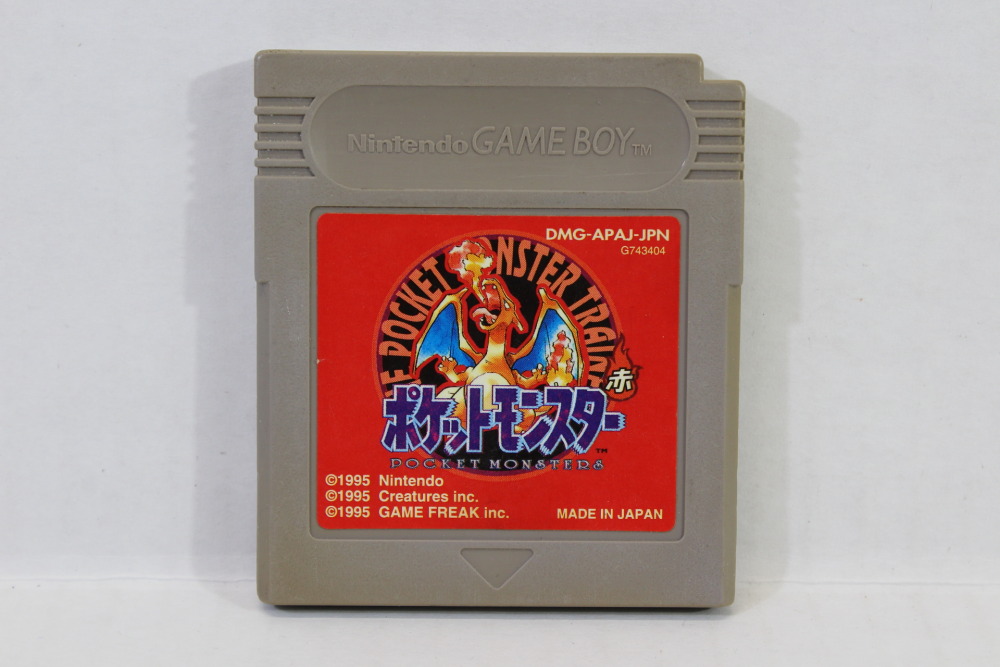 Nintendo GAME BOY TM
DMG-APAJ-JPN
G743404
POCKET MONSTER
赤
ポケットモンスター
TM
POCKET MONSTERS
©1995 Nintendo
©1995 Creatures inc.
©1995 GAME FREAK inc.
MADE IN JAPAN